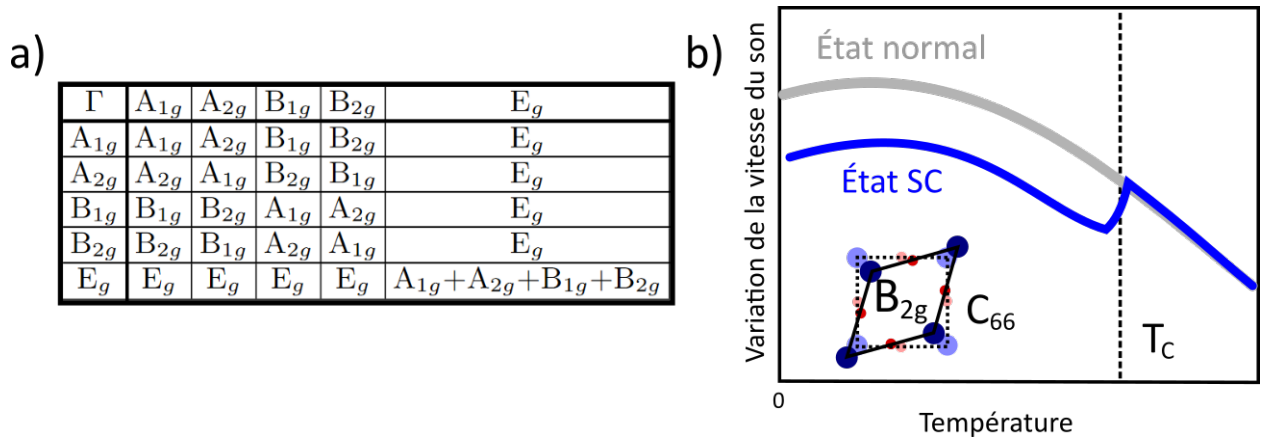 a)
Γ A1g A2g B1g B2g Eg
A1g A1g A2g B1g B2g Eg
A2g A2g A1g B2g B1g Eg
B1g B1g B2g A1g A2g Eg
B2g B2g B1g A2g A1g Eg
Eg Eg Eg Eg Eg A1g+A2g+B1g+B2g
b)
Variation de la vitesse du son
État normal
État SC
B2g
C66
TC
0
Température